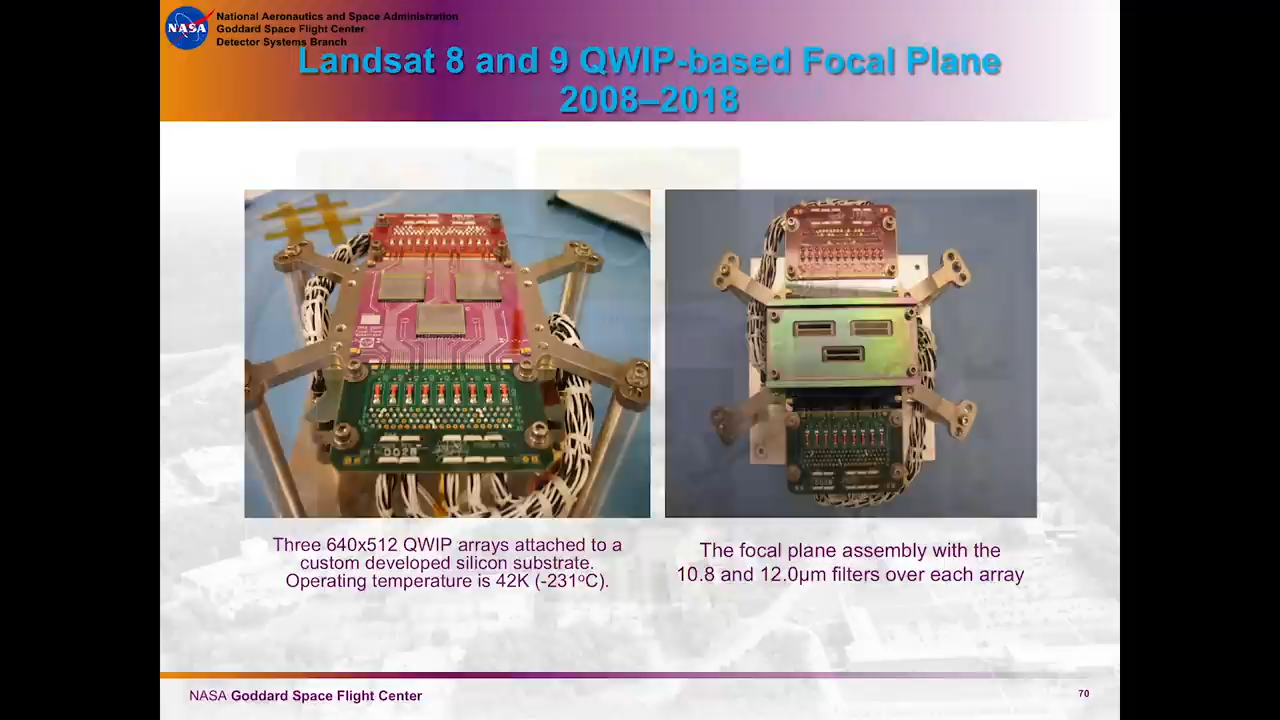 NASA
National Aeronautics and Space Administration
Goddard Space Flight Center
Detector Systems Branch
Landsat 8 and 9 QWIP-based Focal Plane
2008–2018
Three 640x512 QWIP arrays attached to a
custom developed silicon substrate.
Operating temperature is 42K (-231ºC).
The focal plane assembly with the
10.8 and 12.0µm filters over each array
NASA Goddard Space Flight Center
70